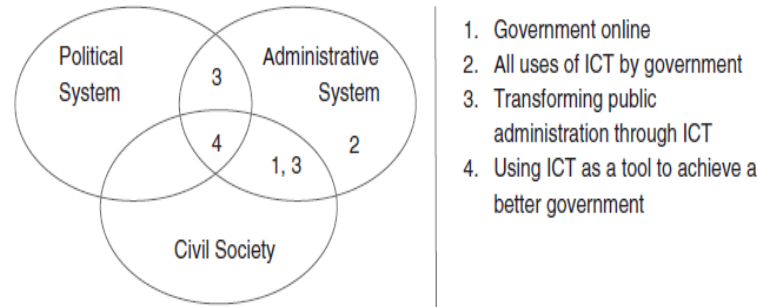 Political
System
3
Administrative
System
4
1, 3
2
Civil Society
1. Government online
2. All uses of ICT by government
3. Transforming public
administration through ICT
4. Using ICT as a tool to achieve a
better government